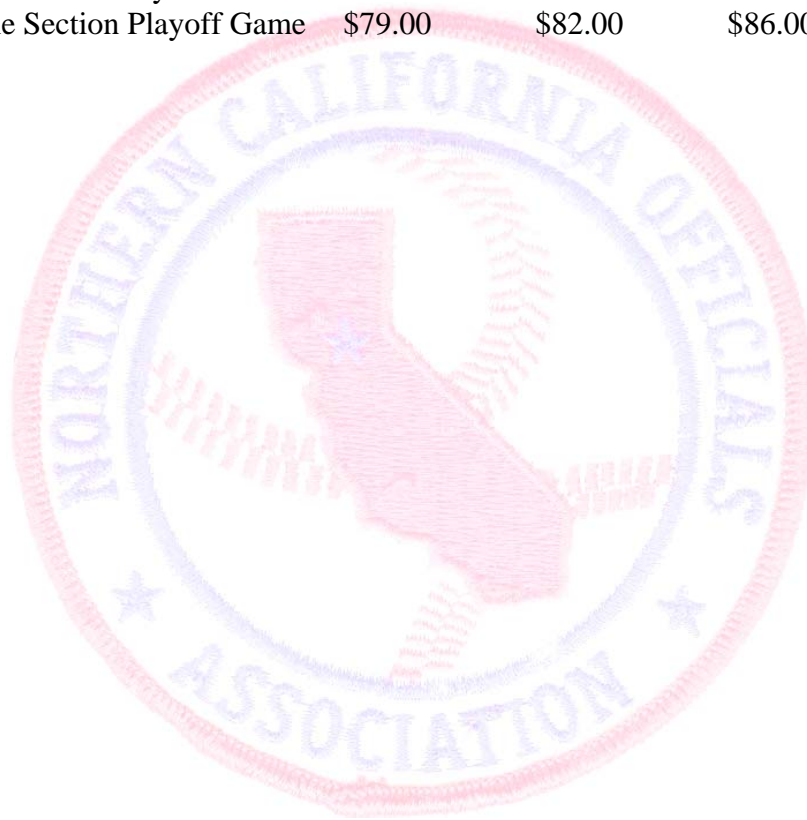 e Section Playoff Game $79.00 $82.00 $86.00
NORTHERN CALIFORNIA OFFICIALS
ASSOCIATION